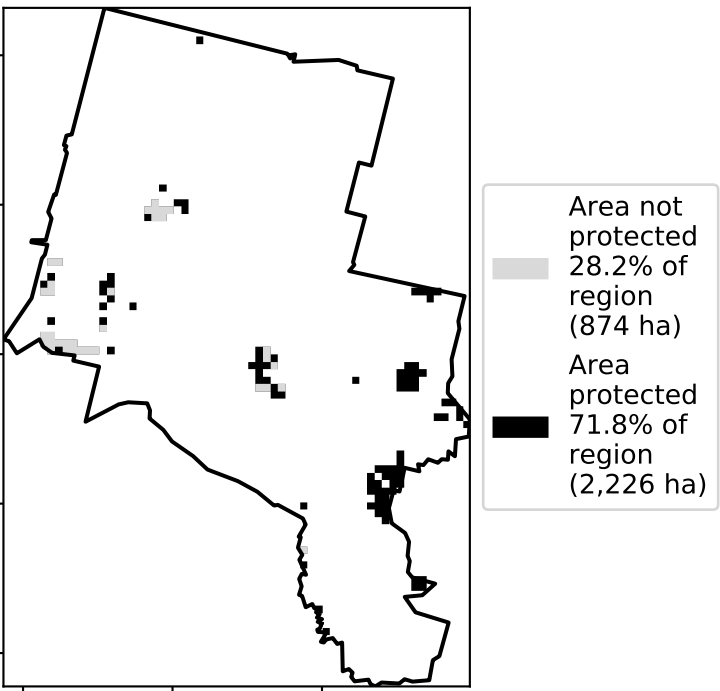 Area not
protected
28.2% of
region
(874 ha)
Area
protected
71.8% of
region
(2,226 ha)